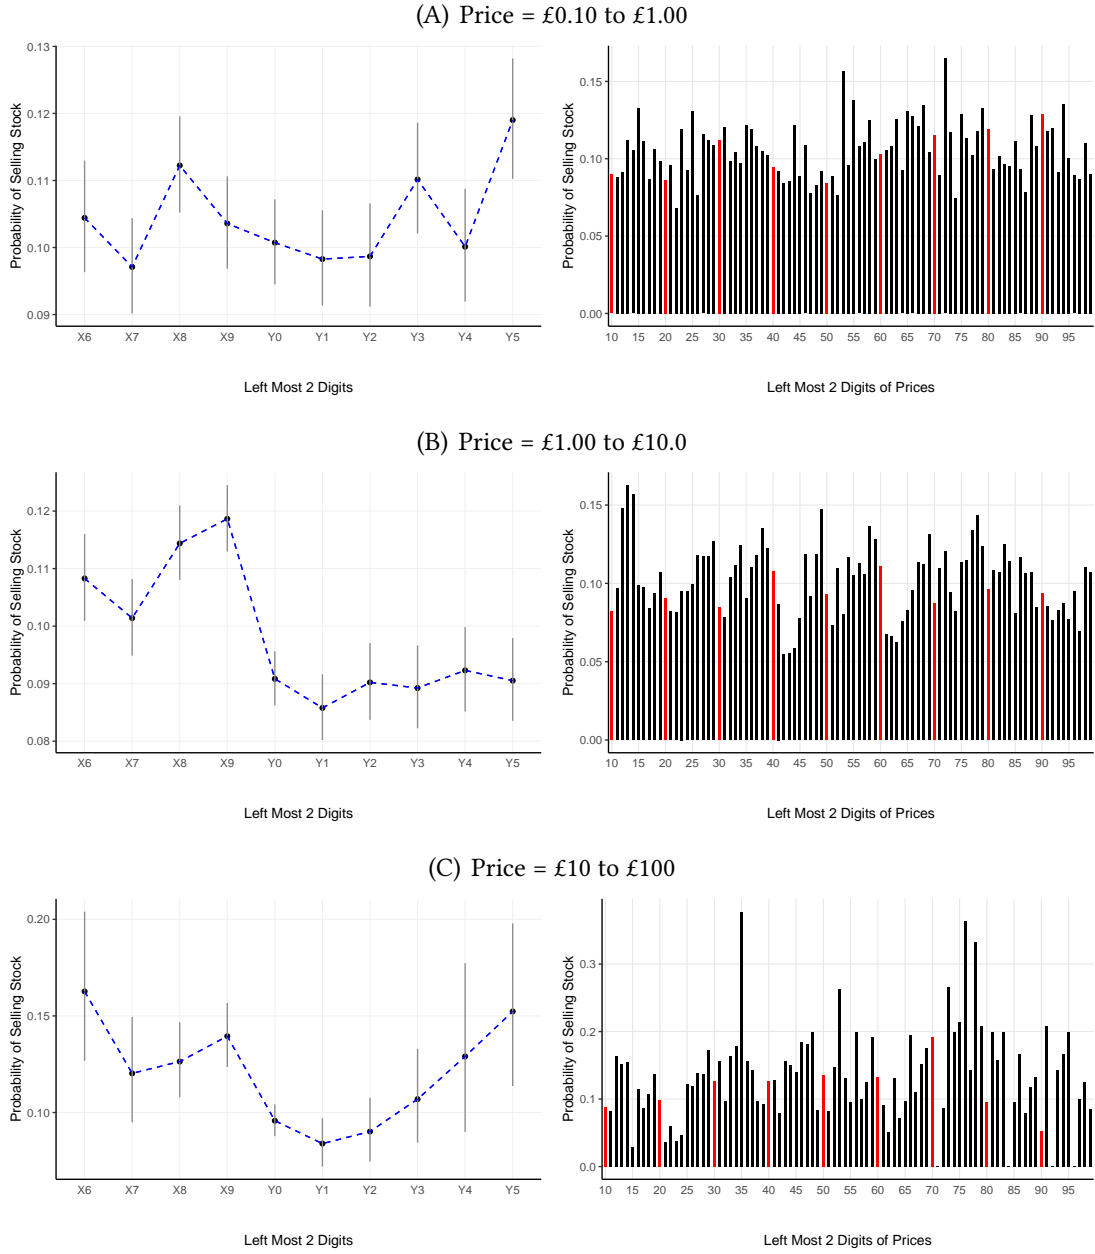 (A) Price = £0.10 to £1.00
Probability of Selling Stock
0.13
0.12
0.11
0.10
0.09
X6 X7 X8 X9 Y0 Y1 Y2 Y3 Y4 Y5
Left Most 2 Digits
Probability of Selling Stock
0.15
0.10
0.05
0.00
10 15 20 25 30 35 40 45 50 55 60 65 70 75 80 85 90 95
Left Most 2 Digits of Prices
(B) Price = £1.00 to £10.0
Probability of Selling Stock
0.12
0.11
0.10
0.09
0.08
X6 X7 X8 X9 Y0 Y1 Y2 Y3 Y4 Y5
Left Most 2 Digits
Probability of Selling Stock
0.15
0.10
0.05
0.00
10 15 20 25 30 35 40 45 50 55 60 65 70 75 80 85 90 95
Left Most 2 Digits of Prices
(C) Price = £10 to £100
Probability of Selling Stock
0.20
0.15
0.10
X6 X7 X8 X9 Y0 Y1 Y2 Y3 Y4 Y5
Left Most 2 Digits
Probability of Selling Stock
0.3
0.2
0.1
0.0
10 15 20 25 30 35 40 45 50 55 60 65 70 75 80 85 90 95
Left Most 2 Digits of Prices